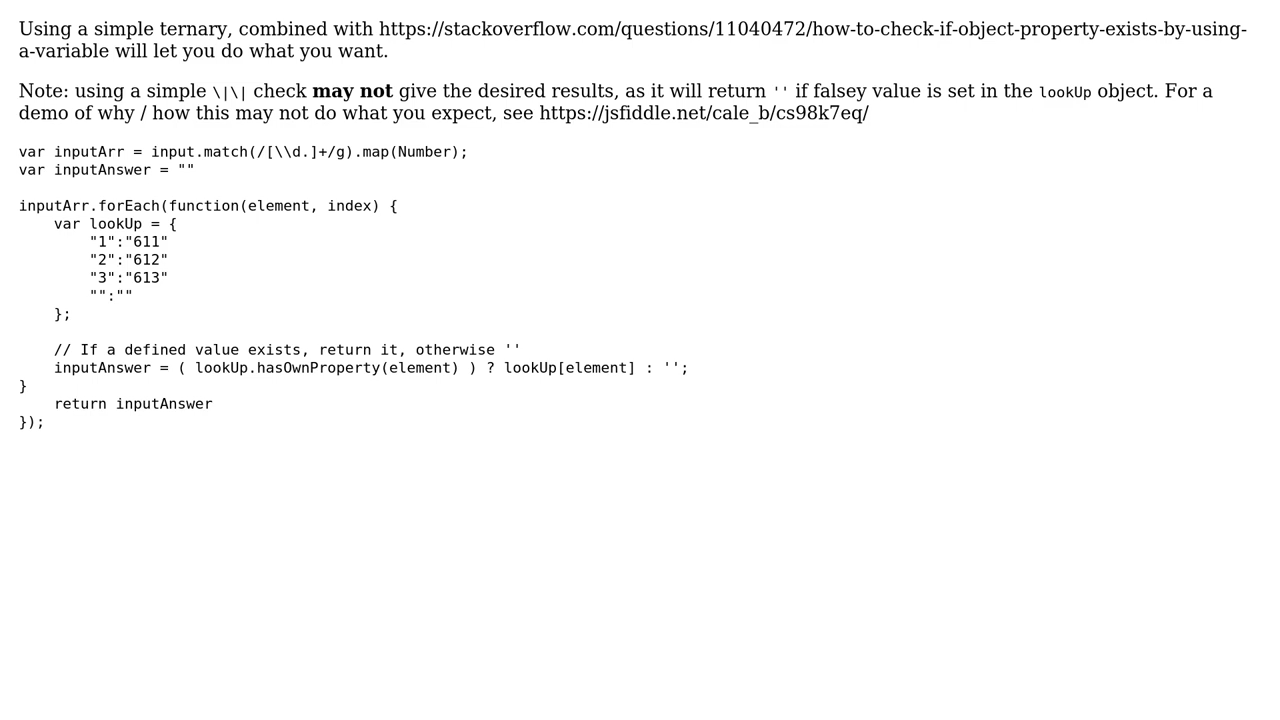 Using a simple ternary, combined with https://stackoverflow.com/questions/11040472/how-to-check-if-object-property-exists-by-using-
a-variable will let you do what you want.
Note: using a simple \|\| check may not give the desired results, as it will return '' if falsey value is set in the lookUp object. For a
demo of why / how this may not do what you expect, see https://jsfiddle.net/cale_b/cs98k7eq/
var inputArr = input.match(/[\\d.]+/g).map(Number);
var inputAnswer = ""
inputArr.forEach(function(element, index) {
    var lookUp = {
        "1":"611"
        "2":"612"
        "3":"613"
        "":""
    };
    // If a defined value exists, return it, otherwise ''
    inputAnswer = ( lookUp.hasOwnProperty(element) ) ? lookUp[element] : '';
}
    return inputAnswer
});